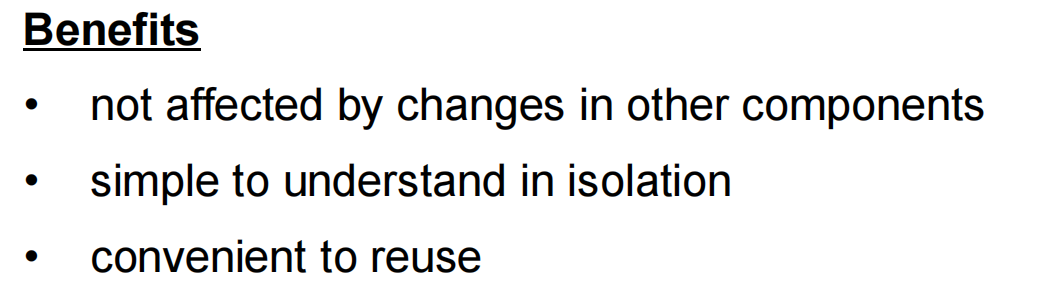 Benefits
• not affected by changes in other components
• simple to understand in isolation
• convenient to reuse